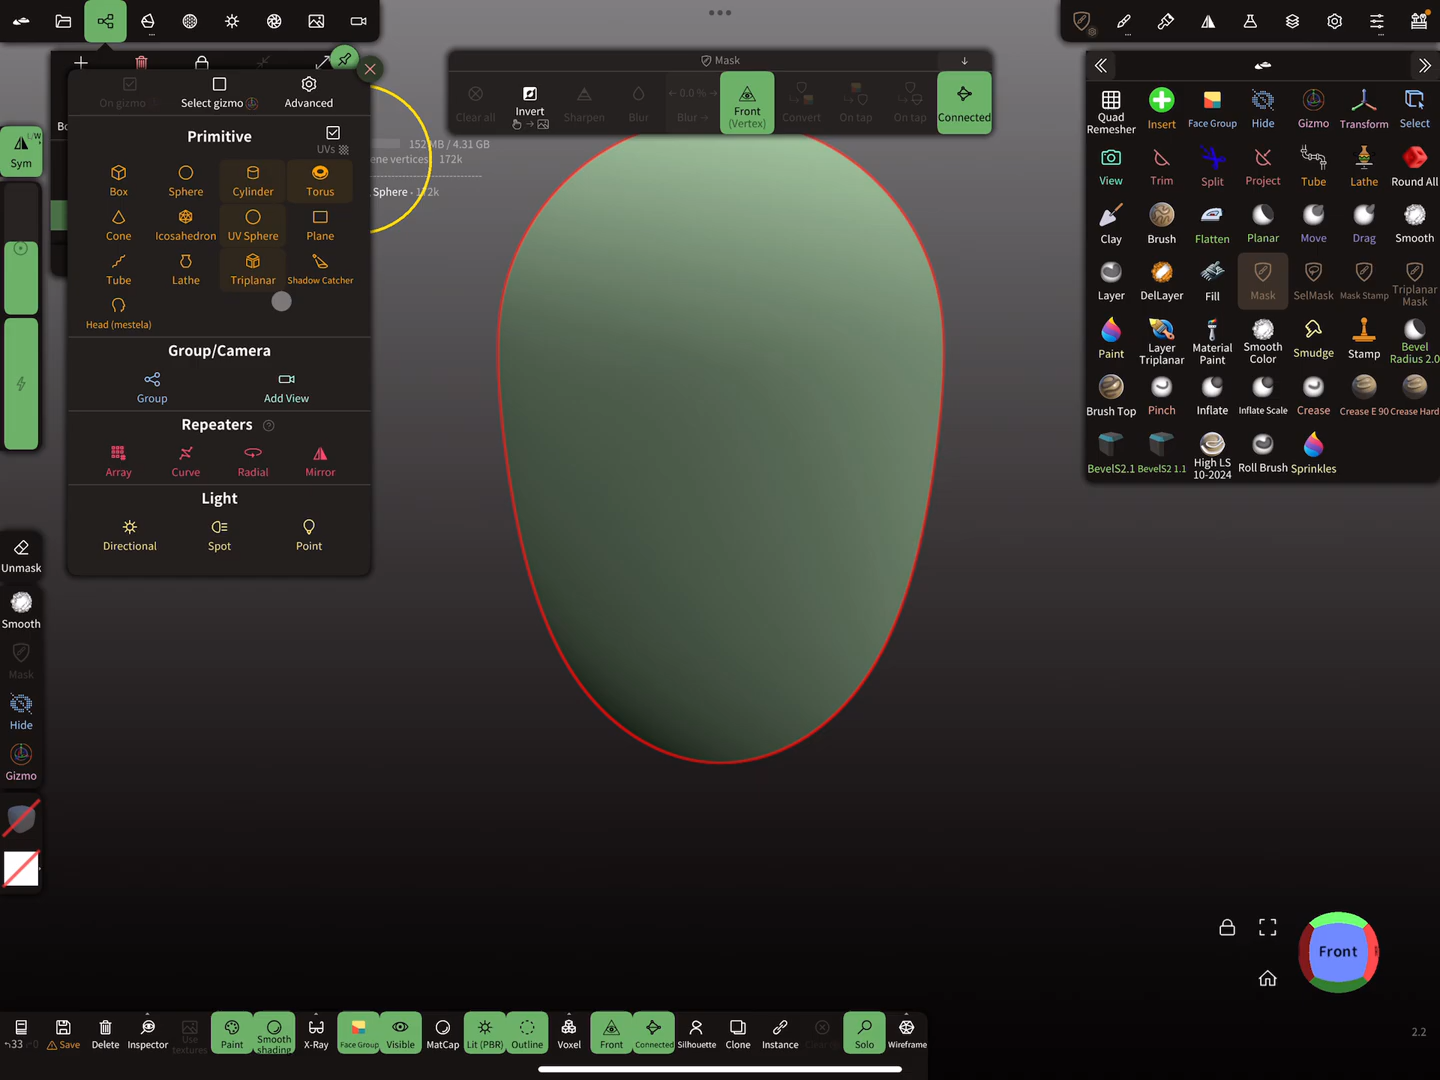 Mask
On gizmo
Select gizmo
Advanced
Clear all
Invert
Sharpen
Blur
0.0 %
Blur
Front
(Vertex)
Convert
On tap
On tap
Connected
Primitive
UVs
152 MB / 4.31 GB
ene vertices 172k
Sphere · 172k
L/W
Sym
Box
Sphere
Cylinder
Torus
Cone
Icosahedron
UV Sphere
Plane
Tube
Lathe
Triplanar
Shadow Catcher
Head (mestela)
Group/Camera
Group
Add View
Repeaters
Array
Curve
Radial
Mirror
Light
Directional
Spot
Point
Unmask
Smooth
Mask
Hide
Gizmo
Quad Remesher
Insert
Face Group
Hide
Gizmo
Transform
Select
View
Trim
Split
Project
Tube
Lathe
Round All
Clay
Brush
Flatten
Planar
Move
Drag
Smooth
Layer
DelLayer
Fill
Mask
SelMask
Mask Stamp
Triplanar Mask
Paint
Layer Triplanar
Material Paint
Smooth Color
Smudge
Stamp
Bevel Radius 2.0
Brush Top
Pinch
Inflate
Inflate Scale
Crease
Crease E 90
Crease Hard
BevelS2.1
BevelS2 1.1
High LS 10-2024
Roll Brush
Sprinkles
Front
2.2
33
0
Save
Delete
Inspector
Use textures
Paint
Smooth shading
X-Ray
Face Group
Visible
MatCap
Lit (PBR)
Outline
Voxel
Front
Connected
Silhouette
Clone
Instance
Solo
Wireframe